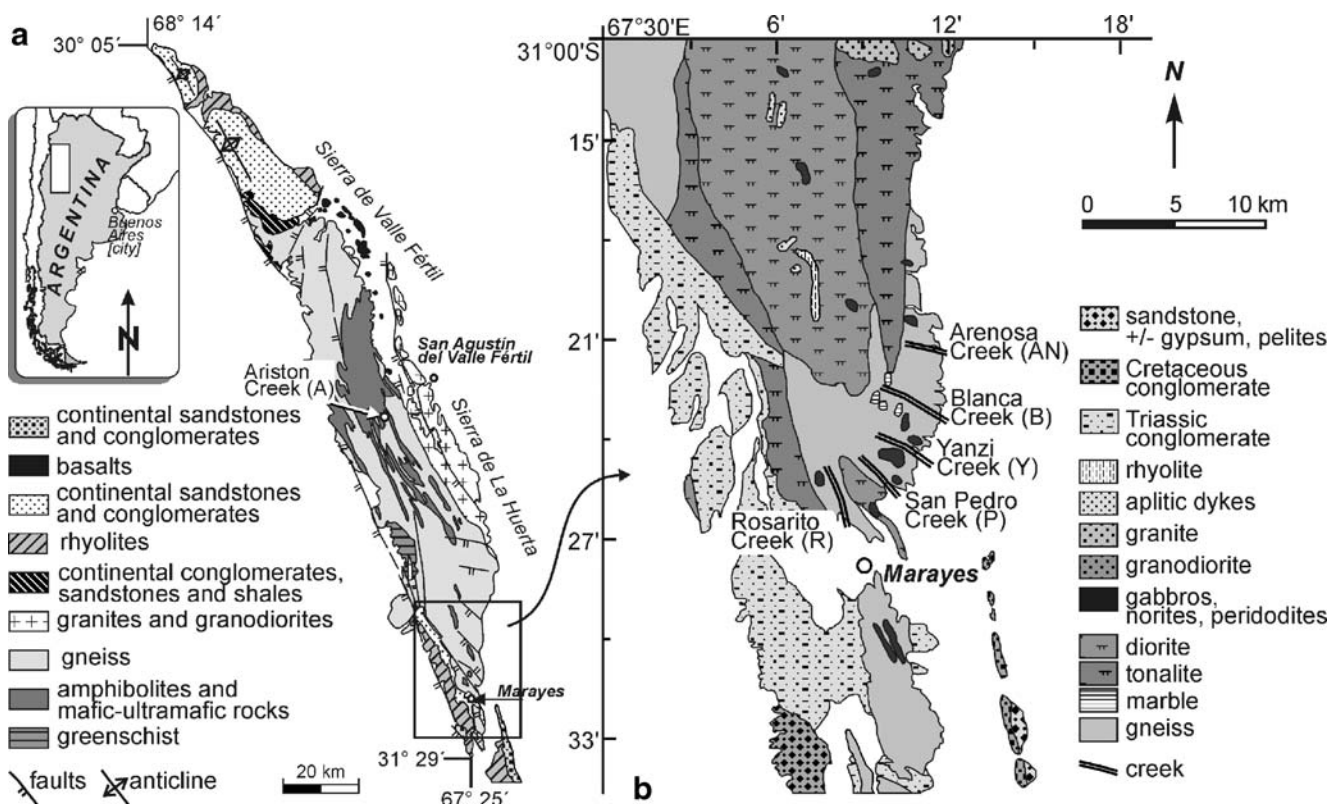 a
68° 14´
30° 05´
ARGENTINA
Buenos
Aires
[city]
N
Sierra de Valle Fértil
San Agustín
del Valle Fértil
Ariston
Creek (A)
Sierra de La Huerta
Marayes
31° 29´
67° 25´
20 km
continental sandstones
and conglomerates
basalts
continental sandstones
and conglomerates
rhyolites
continental conglomerates,
sandstones and shales
granites and granodiorites
gneiss
amphibolites and
mafic-ultramafic rocks
greenschist
faults
anticline
b
67°30'E
6'
12'
18'
31°00'S
15'
21'
27'
33'
N
0 5 10 km
Arenosa
Creek (AN)
Blanca
Creek (B)
Yanzi
Creek (Y)
San Pedro
Creek (P)
Rosarito
Creek (R)
Marayes
sandstone,
+/- gypsum, pelites
Cretaceous
conglomerate
Triassic
conglomerate
rhyolite
aplitic dykes
granite
granodiorite
gabbros,
norites, peridodites
diorite
tonalite
marble
gneiss
creek